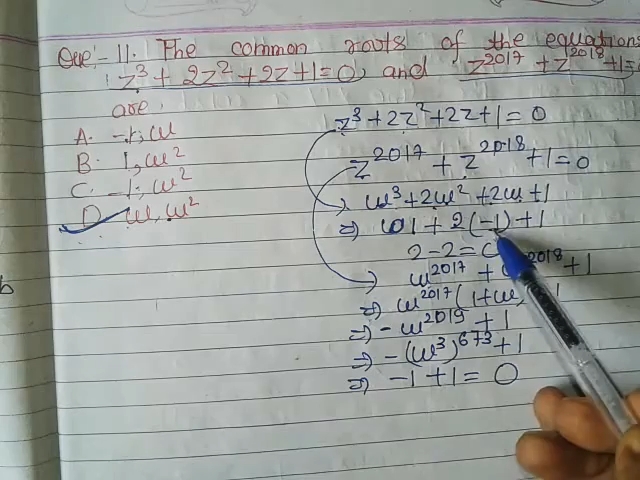 Que:- 11. The common roots of the equations
z³ + 2z² + 2z + 1 = 0, and z²⁰¹⁷ + z²⁰¹⁸ + 1 =
are
A. -1, ω
B. 1, ω²
C. -1, ω²
D. ω, ω²
z³ + 2z² + 2z + 1 = 0
z²⁰¹⁷ + z²⁰¹⁸ + 1 = 0
ω³ + 2ω² + 2ω + 1
⇒ 1 + 2(-1) + 1
2 - 2 =
ω²⁰¹⁷ + ²⁰¹⁸ + 1
⇒ ω²⁰¹⁷(1 + ω
⇒ - ω²⁰¹⁹ + 1
⇒ - (ω³)⁶⁷³ + 1
⇒ -1 + 1 = 0
b